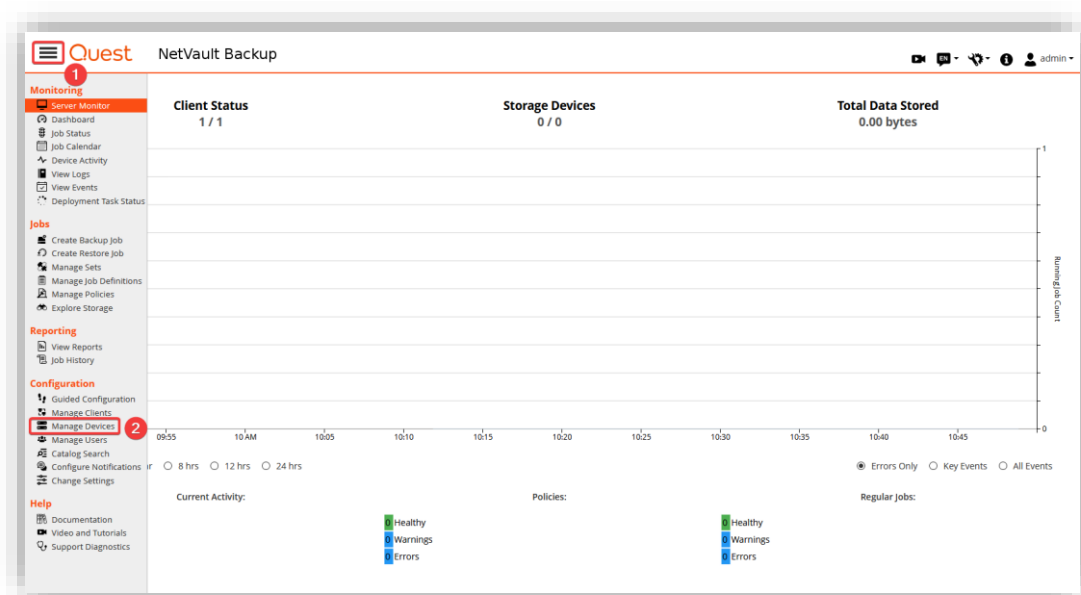 Quest NetVault Backup
EN admin
1
Monitoring
Server Monitor
Dashboard
Job Status
Job Calendar
Device Activity
View Logs
View Events
Deployment Task Status
Jobs
Create Backup Job
Create Restore Job
Manage Sets
Manage Job Definitions
Manage Policies
Explore Storage
Reporting
View Reports
Job History
Configuration
Guided Configuration
Manage Clients
Manage Devices 2
Manage Users
Catalog Search
Configure Notifications
Change Settings
Help
Documentation
Video and Tutorials
Support Diagnostics
Client Status
1 / 1
Storage Devices
0 / 0
Total Data Stored
0.00 bytes
1
Running Job Count
0
09:55 10 AM 10:05 10:10 10:15 10:20 10:25 10:30 10:35 10:40 10:45
r 8 hrs 12 hrs 24 hrs
Errors Only Key Events All Events
Current Activity:
Policies:
Regular Jobs:
0 Healthy
0 Warnings
0 Errors
0 Healthy
0 Warnings
0 Errors